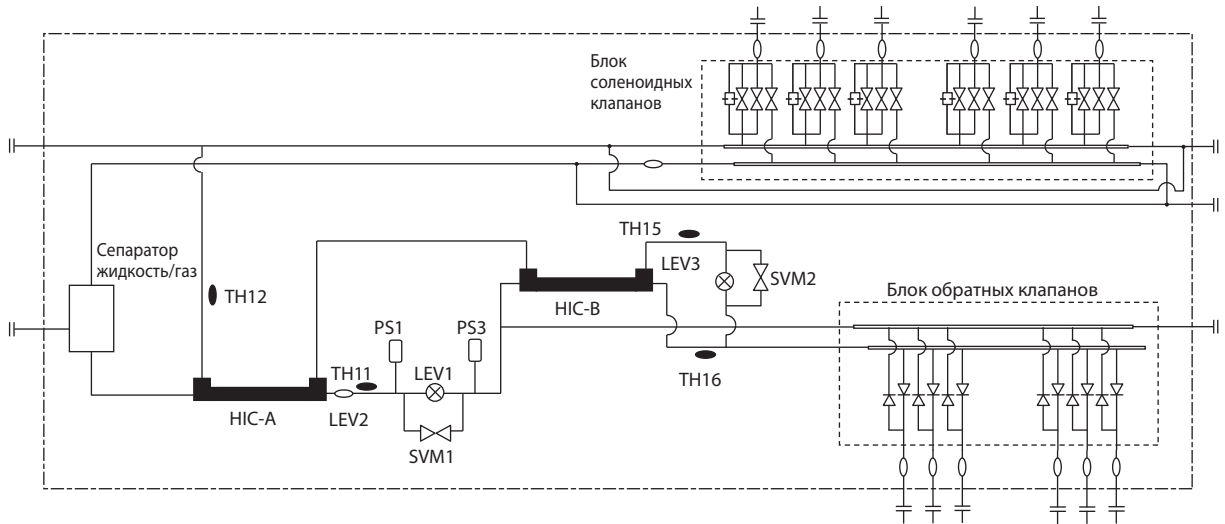 Блок
соленоидных
клапанов
Сепаратор
жидкость/газ
TH12
TH15
LEV3
SVM2
HIC-B
Блок обратных клапанов
PS1
PS3
TH16
TH11
LEV1
HIC-A
LEV2
SVM1